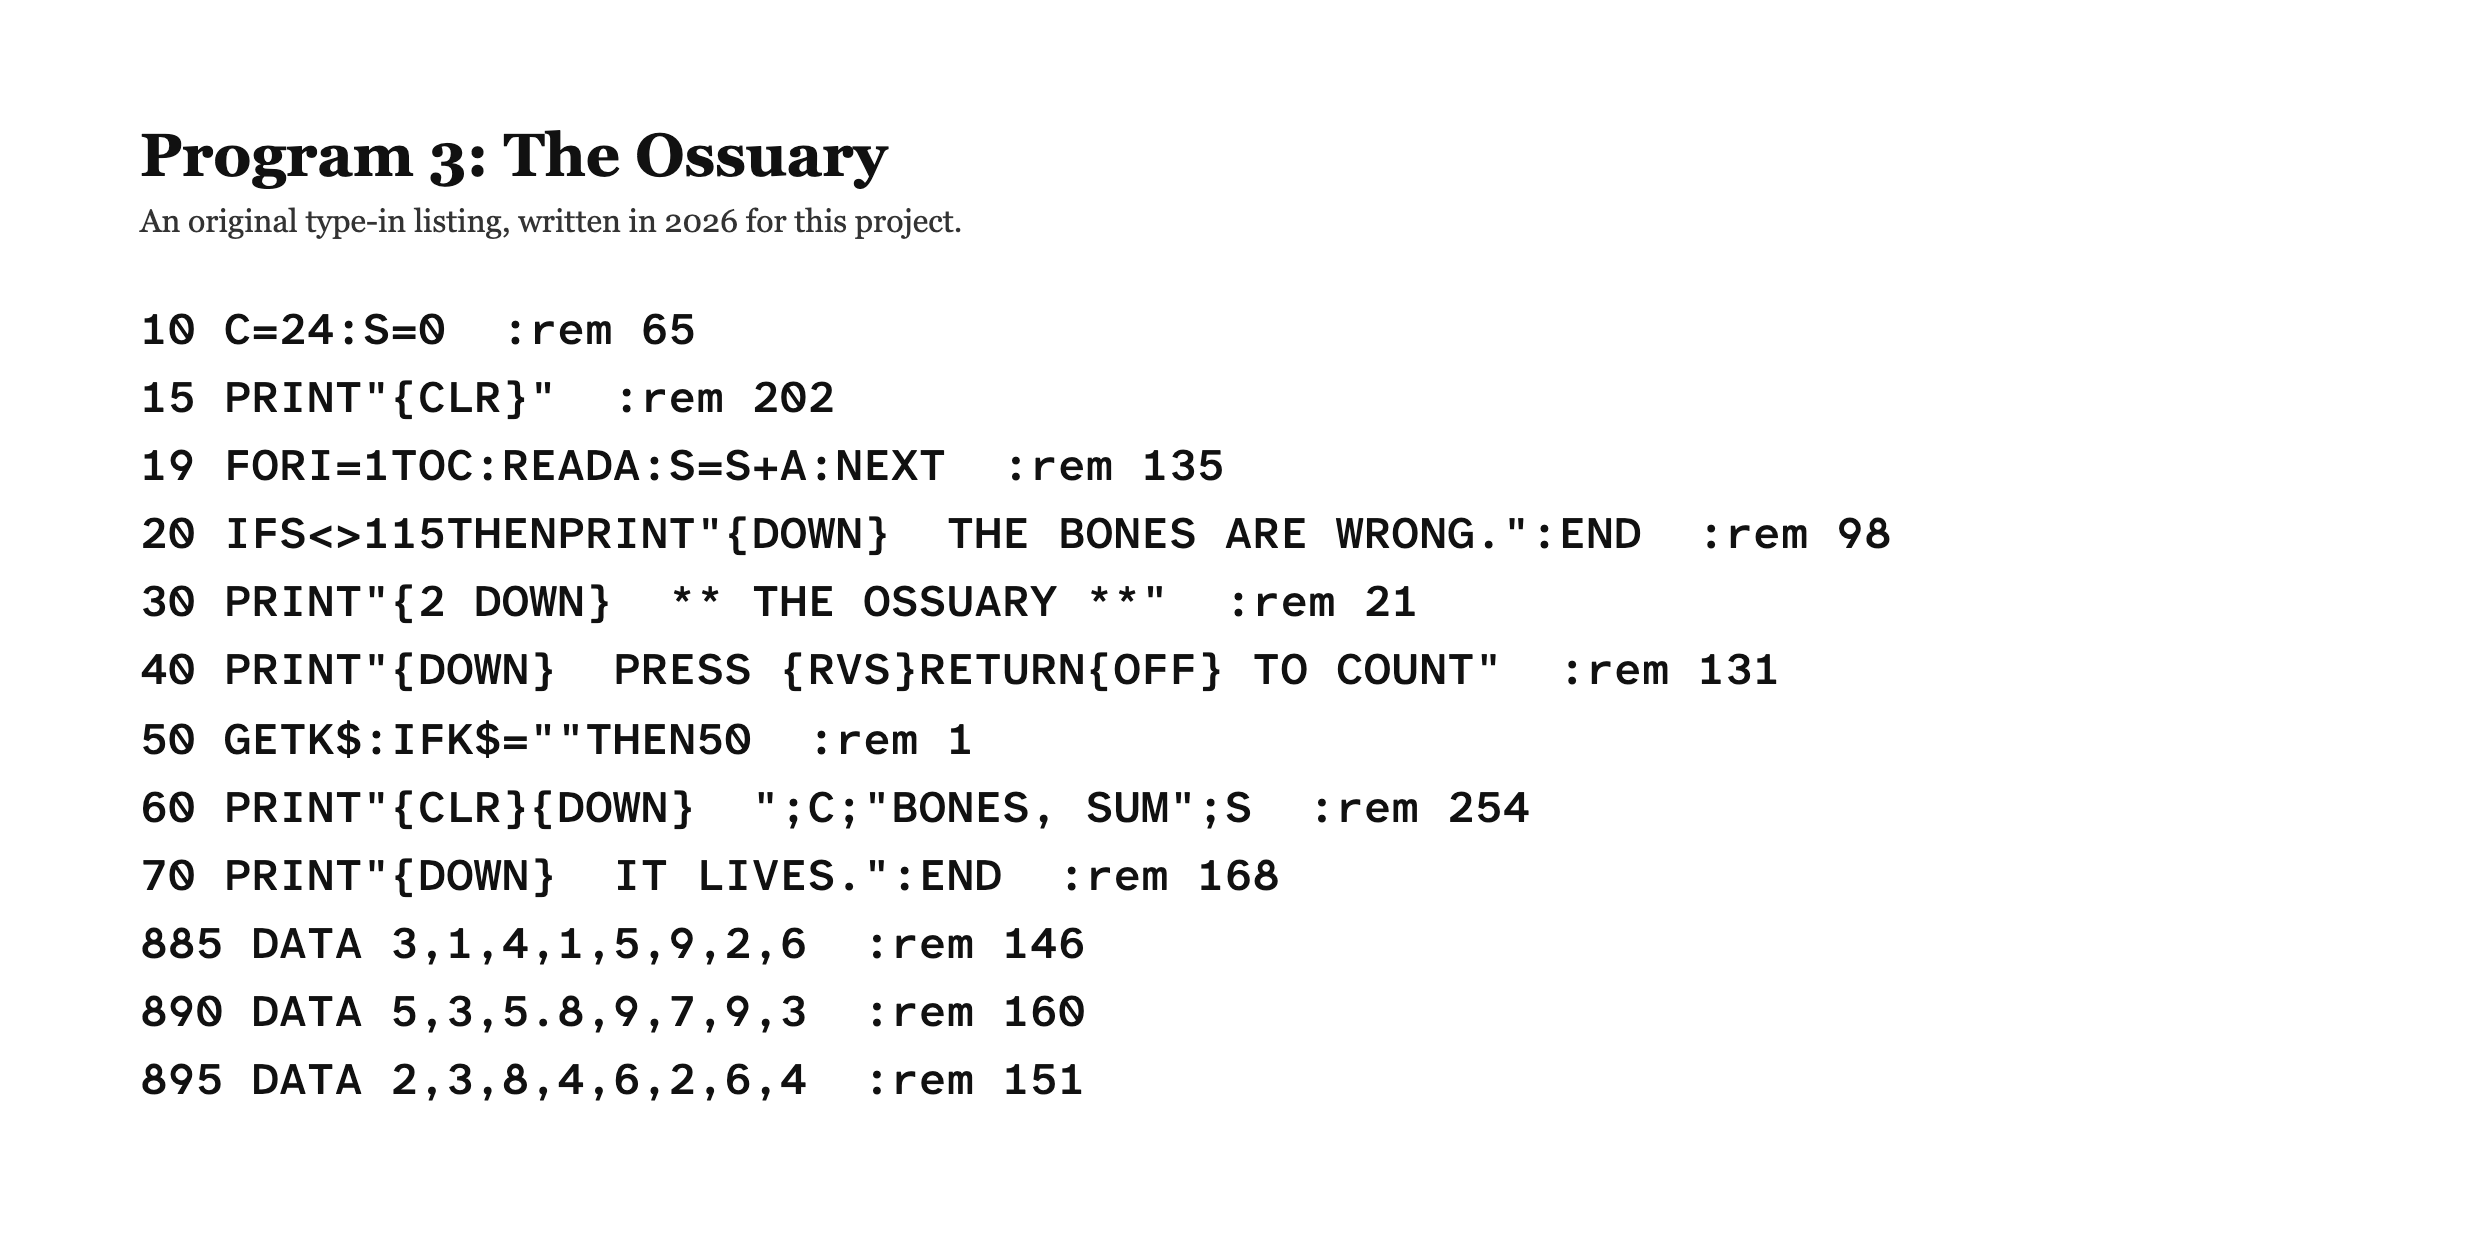 Program 3: The Ossuary
An original type-in listing, written in 2026 for this project.
10 C=24:S=0  :rem 65
15 PRINT"{CLR}"  :rem 202
19 FORI=1TOC:READA:S=S+A:NEXT  :rem 135
20 IFS<>115THENPRINT"{DOWN}  THE BONES ARE WRONG.":END  :rem 98
30 PRINT"{2 DOWN}  ** THE OSSUARY **"  :rem 21
40 PRINT"{DOWN}  PRESS {RVS}RETURN{OFF} TO COUNT"  :rem 131
50 GETK$:IFK$=""THEN50  :rem 1
60 PRINT"{CLR}{DOWN}  ";C;"BONES, SUM";S  :rem 254
70 PRINT"{DOWN}  IT LIVES.":END  :rem 168
885 DATA 3,1,4,1,5,9,2,6  :rem 146
890 DATA 5,3,5.8,9,7,9,3  :rem 160
895 DATA 2,3,8,4,6,2,6,4  :rem 151